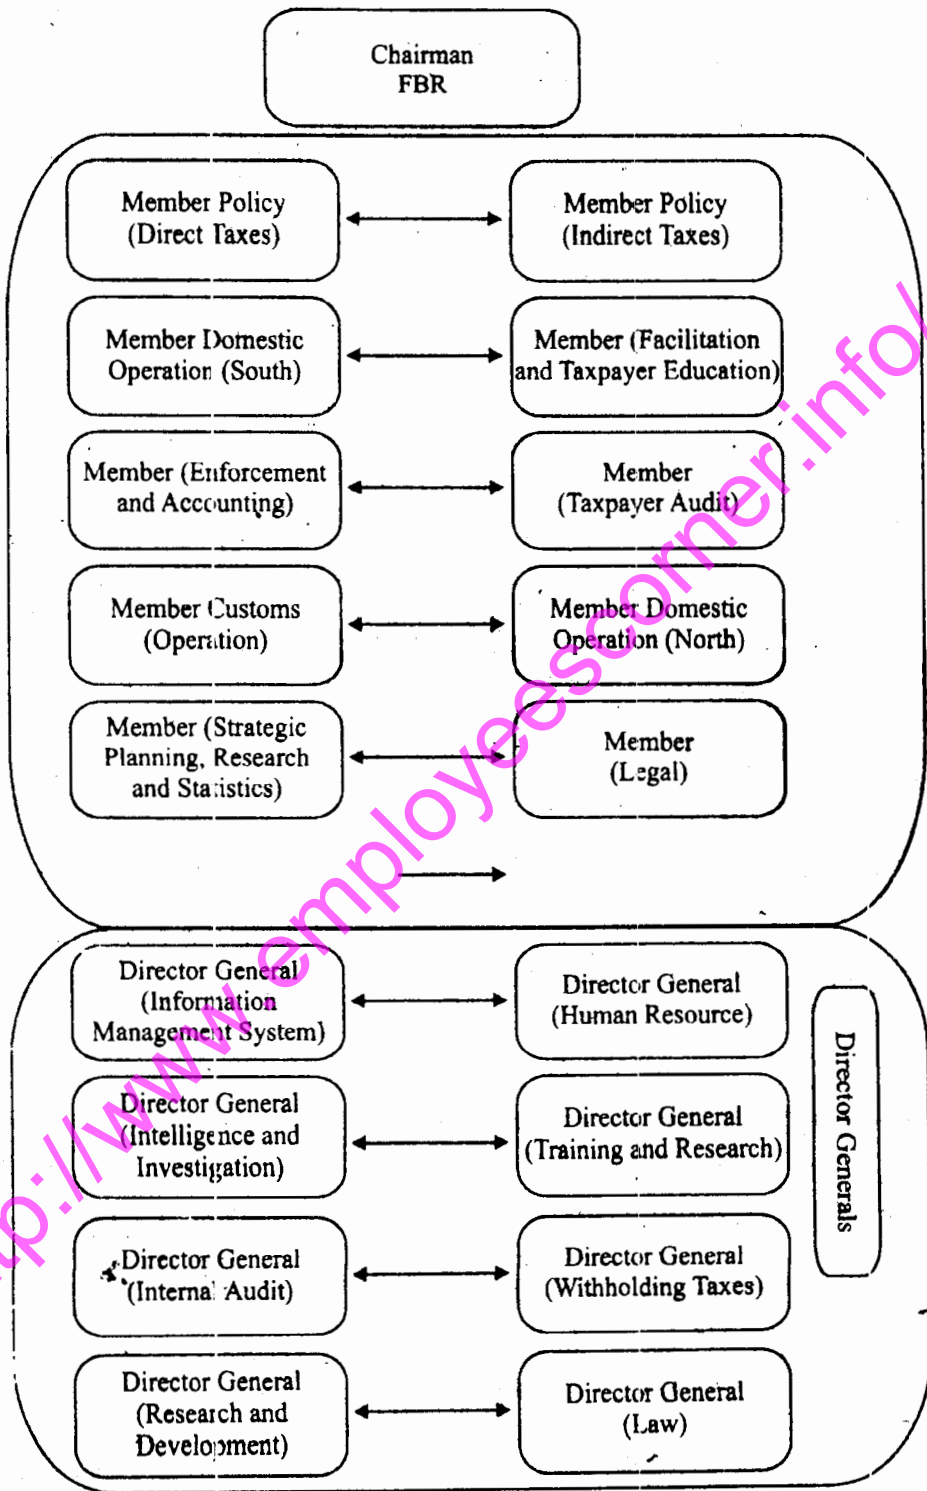 Chairman
FBR
Member Policy
(Direct Taxes)
Member Policy
(Indirect Taxes)
Member Domestic
Operation (South)
Member (Facilitation
and Taxpayer Education)
Member (Enforcement
and Accounting)
Member
(Taxpayer Audit)
Member Customs
(Operation)
Member Domestic
Operation (North)
Member (Strategic
Planning, Research
and Statistics)
Member
(Legal)
Director General
(Information
Management System)
Director General
(Human Resource)
Director Generals
Director General
(Intelligence and
Investigation)
Director General
(Training and Research)
Director General
(Internal Audit)
Director General
(Withholding Taxes)
Director General
(Research and
Development)
Director General
(Law)
http://www.employeescorner.info/